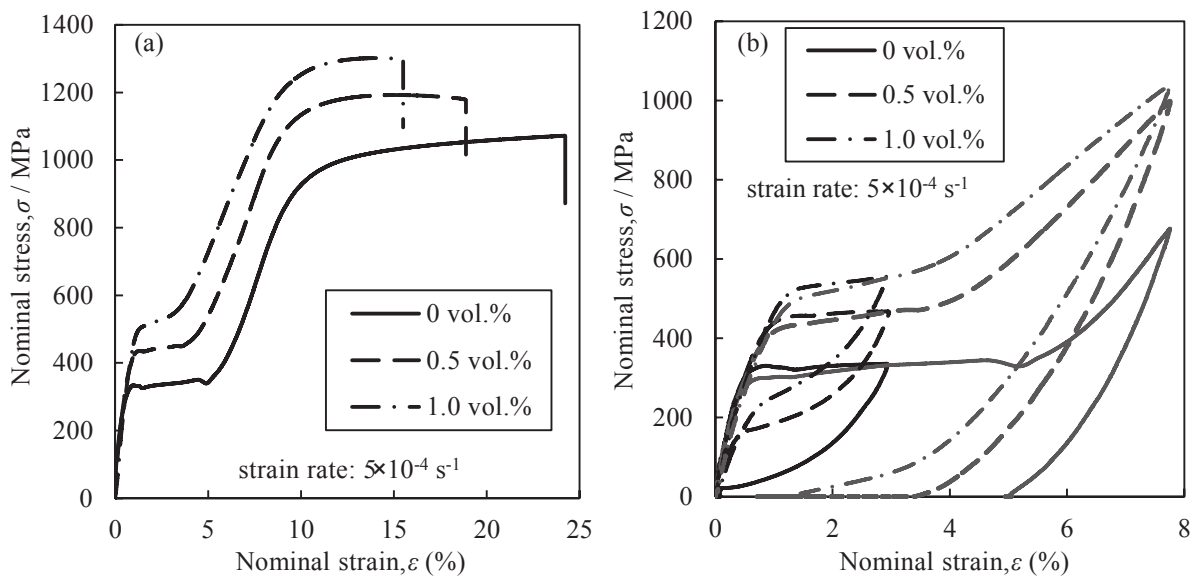 (a)
1400
1200
1000
800
600
400
200
0
0 5 10 15 20 25
Nominal stress,σ / MPa
Nominal strain,ε (%)
0 vol.%
0.5 vol.%
1.0 vol.%
strain rate: 5×10⁻⁴ s⁻¹
(b)
1200
1000
800
600
400
200
0
0 2 4 6 8
Nominal stress,σ / MPa
Nominal strain,ε (%)
0 vol.%
0.5 vol.%
1.0 vol.%
strain rate: 5×10⁻⁴ s⁻¹